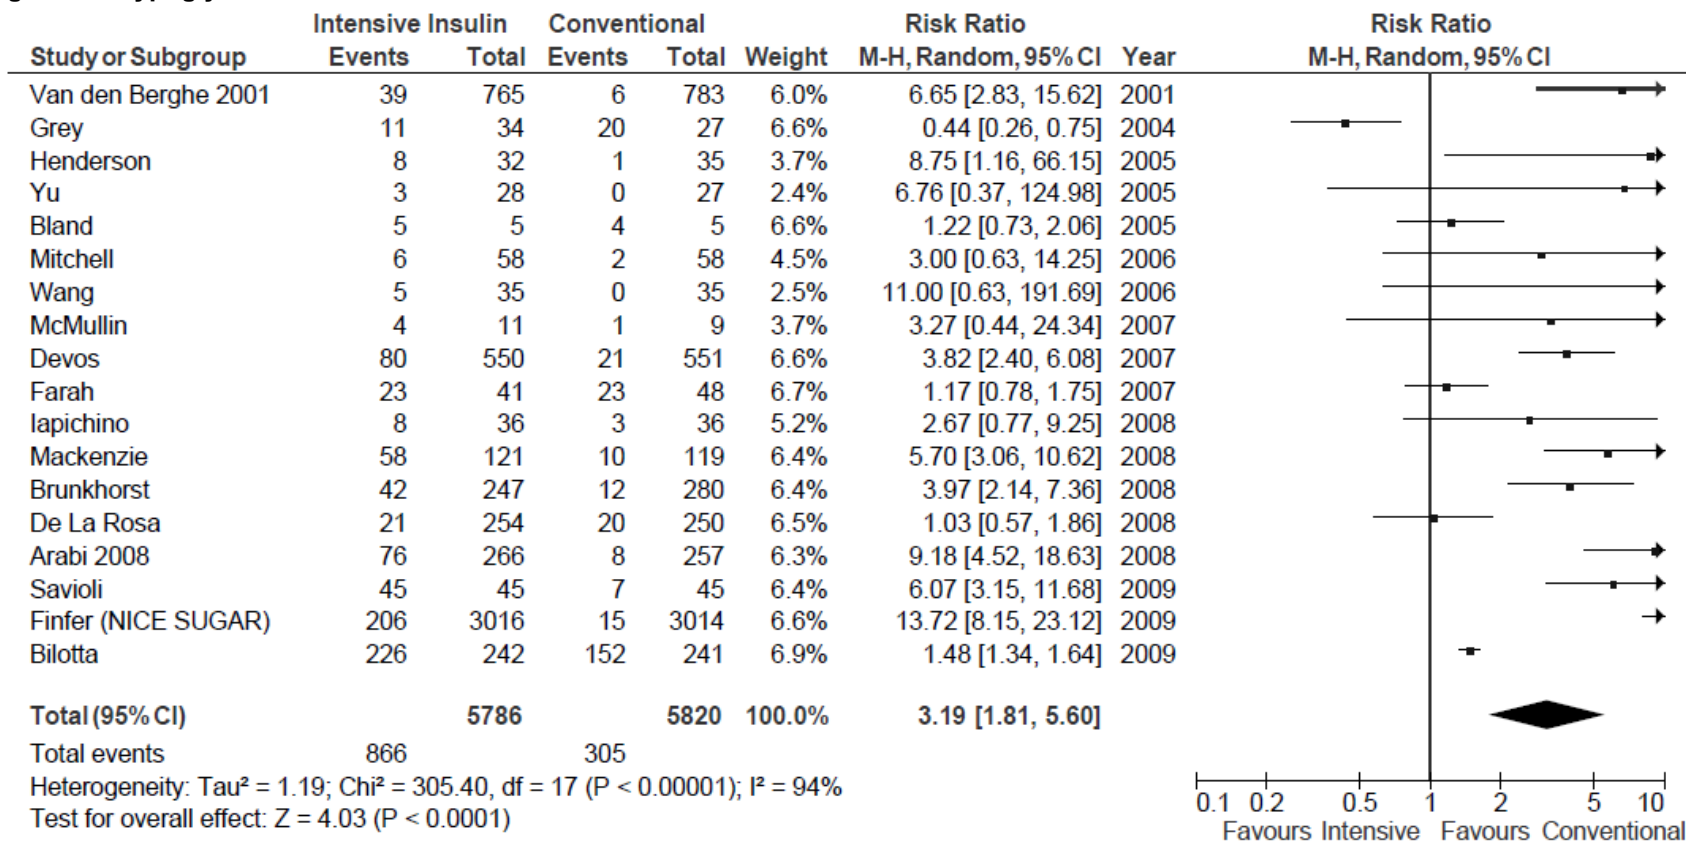 Intensive Insulin Conventional Risk Ratio Risk Ratio
Study or Subgroup Events Total Events Total Weight M-H, Random, 95% CI Year M-H, Random, 95% CI
Van den Berghe 2001 39 765 6 783 6.0% 6.65 [2.83, 15.62] 2001
Grey 11 34 20 27 6.6% 0.44 [0.26, 0.75] 2004
Henderson 8 32 1 35 3.7% 8.75 [1.16, 66.15] 2005
Yu 3 28 0 27 2.4% 6.76 [0.37, 124.98] 2005
Bland 5 5 4 5 6.6% 1.22 [0.73, 2.06] 2005
Mitchell 6 58 2 58 4.5% 3.00 [0.63, 14.25] 2006
Wang 5 35 0 35 2.5% 11.00 [0.63, 191.69] 2006
McMullin 4 11 1 9 3.7% 3.27 [0.44, 24.34] 2007
Devos 80 550 21 551 6.6% 3.82 [2.40, 6.08] 2007
Farah 23 41 23 48 6.7% 1.17 [0.78, 1.75] 2007
Iapichino 8 36 3 36 5.2% 2.67 [0.77, 9.25] 2008
Mackenzie 58 121 10 119 6.4% 5.70 [3.06, 10.62] 2008
Brunkhorst 42 247 12 280 6.4% 3.97 [2.14, 7.36] 2008
De La Rosa 21 254 20 250 6.5% 1.03 [0.57, 1.86] 2008
Arabi 2008 76 266 8 257 6.3% 9.18 [4.52, 18.63] 2008
Savioli 45 45 7 45 6.4% 6.07 [3.15, 11.68] 2009
Finfer (NICE SUGAR) 206 3016 15 3014 6.6% 13.72 [8.15, 23.12] 2009
Bilotta 226 242 152 241 6.9% 1.48 [1.34, 1.64] 2009
Total (95% CI) 5786 5820 100.0% 3.19 [1.81, 5.60]
Total events 866 305
Heterogeneity: Tau² = 1.19; Chi² = 305.40, df = 17 (P < 0.00001); I² = 94%
Test for overall effect: Z = 4.03 (P < 0.0001)
0.1 0.2 0.5 1 2 5 10
Favours Intensive Favours Conventional